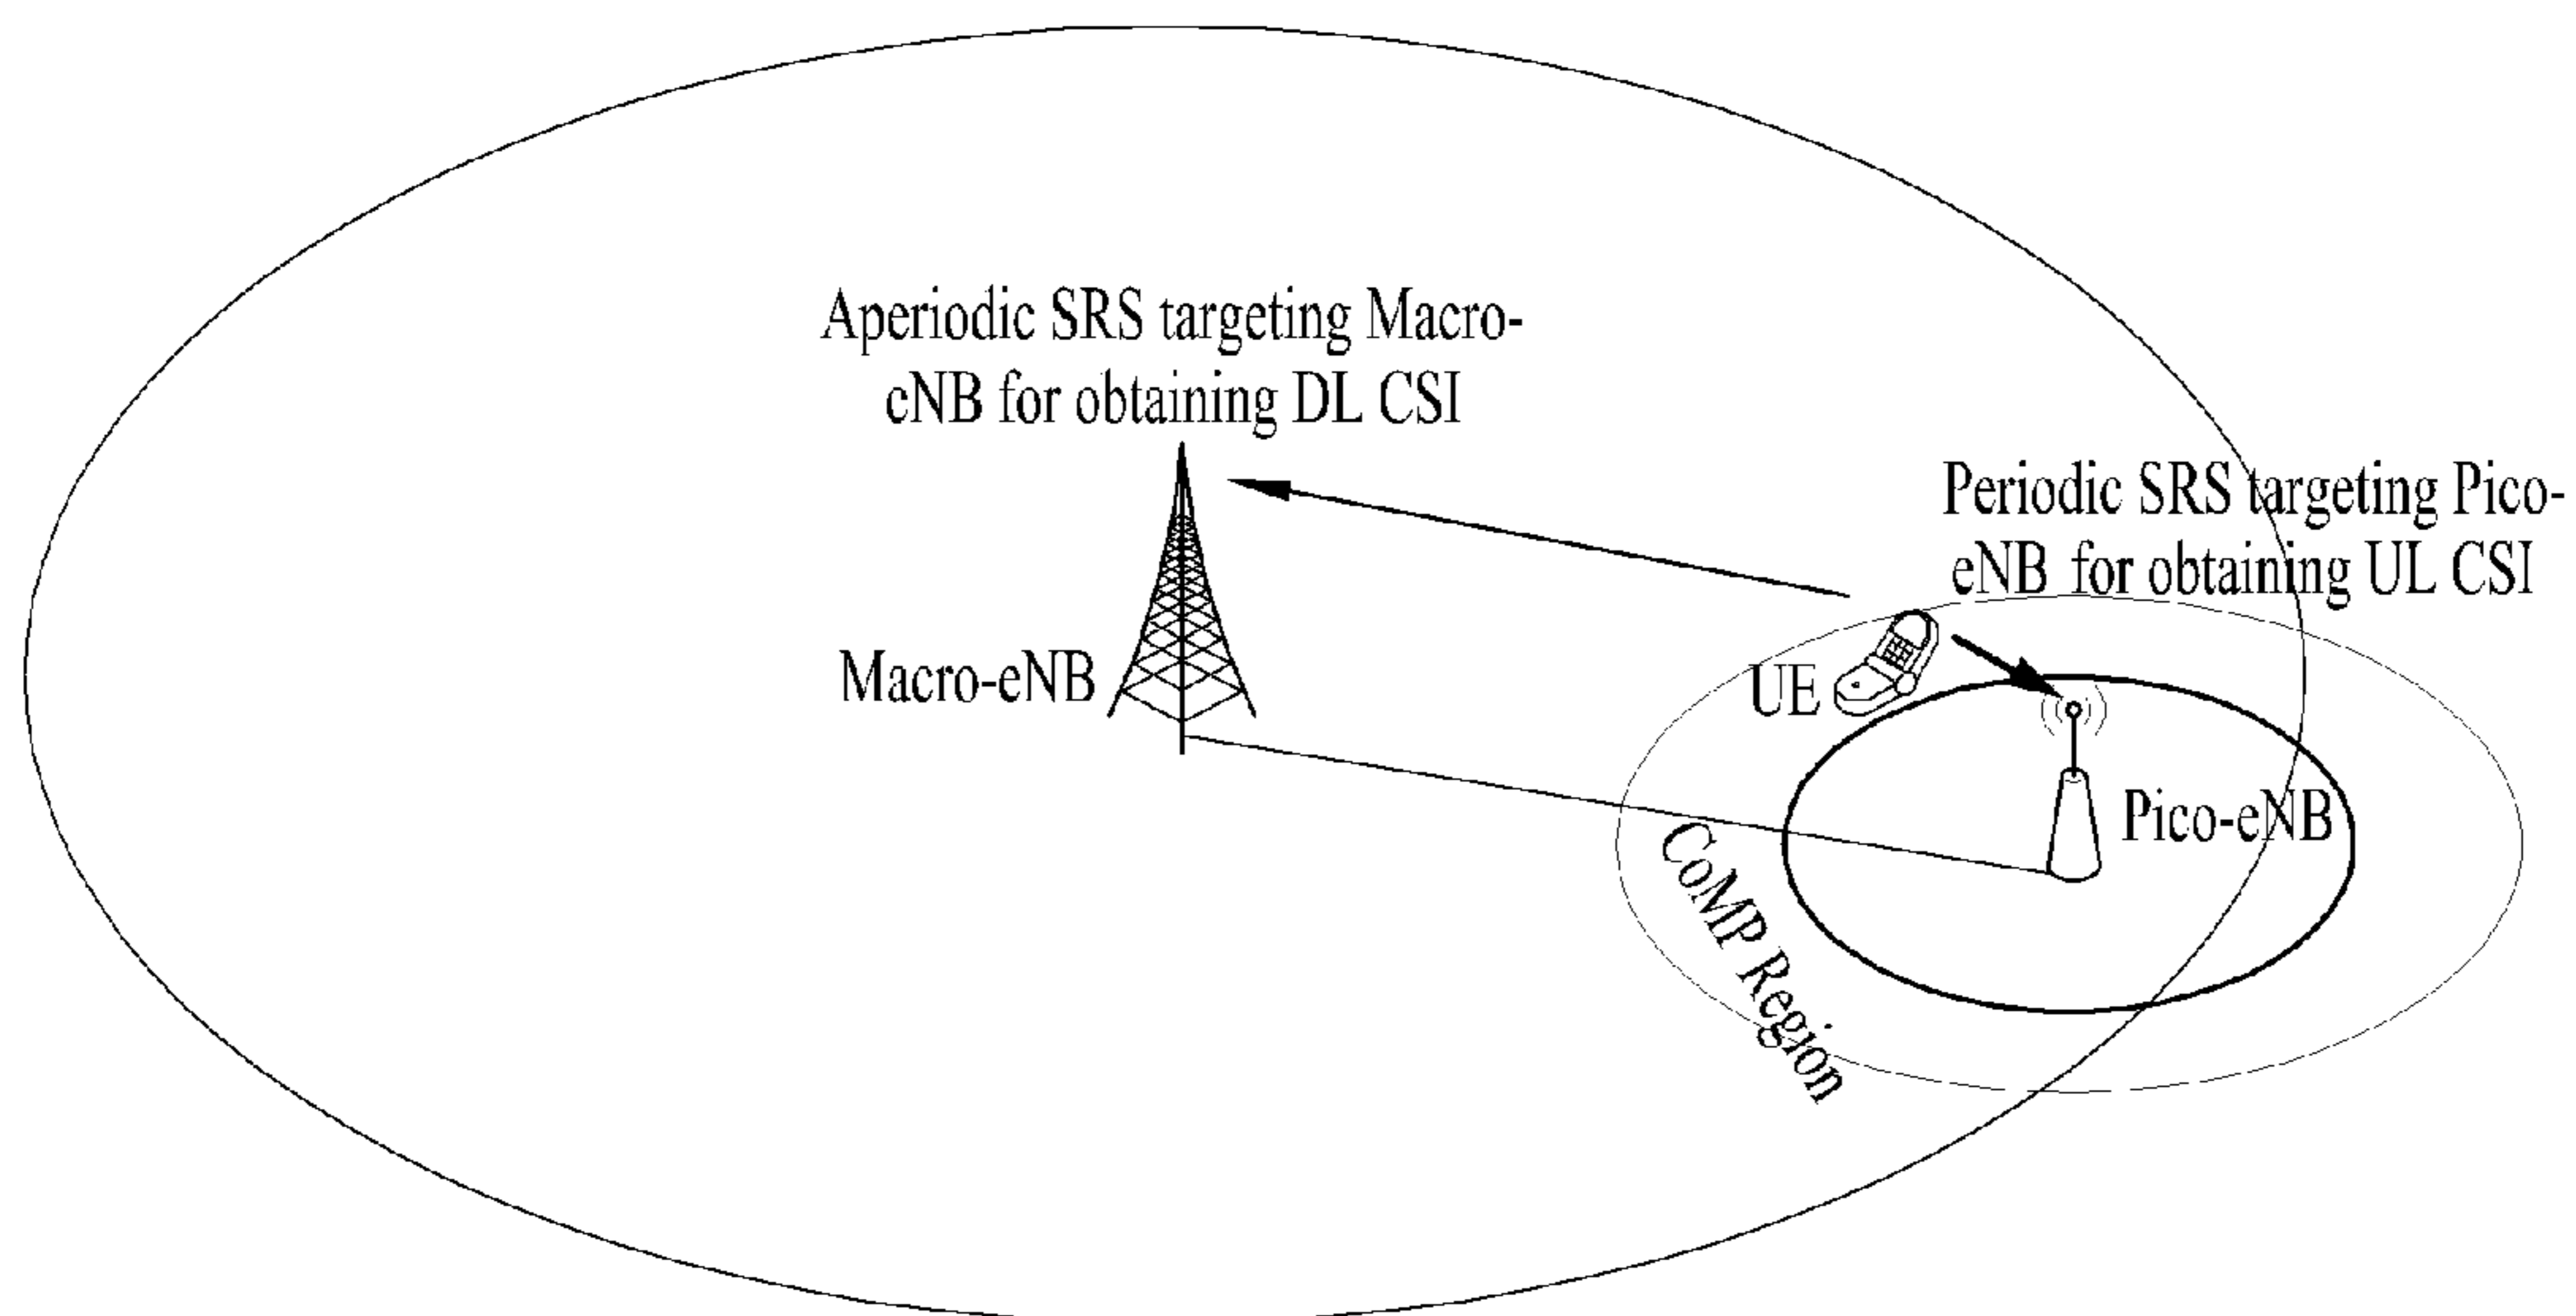 Aperiodic SRS targeting Macro-
cNB for obtaining DL CSI
Periodic SRS targeting Pico-
eNB for obtaining UL CSI
Macro-eNB
UE
Pico-eNB
CoMP Region